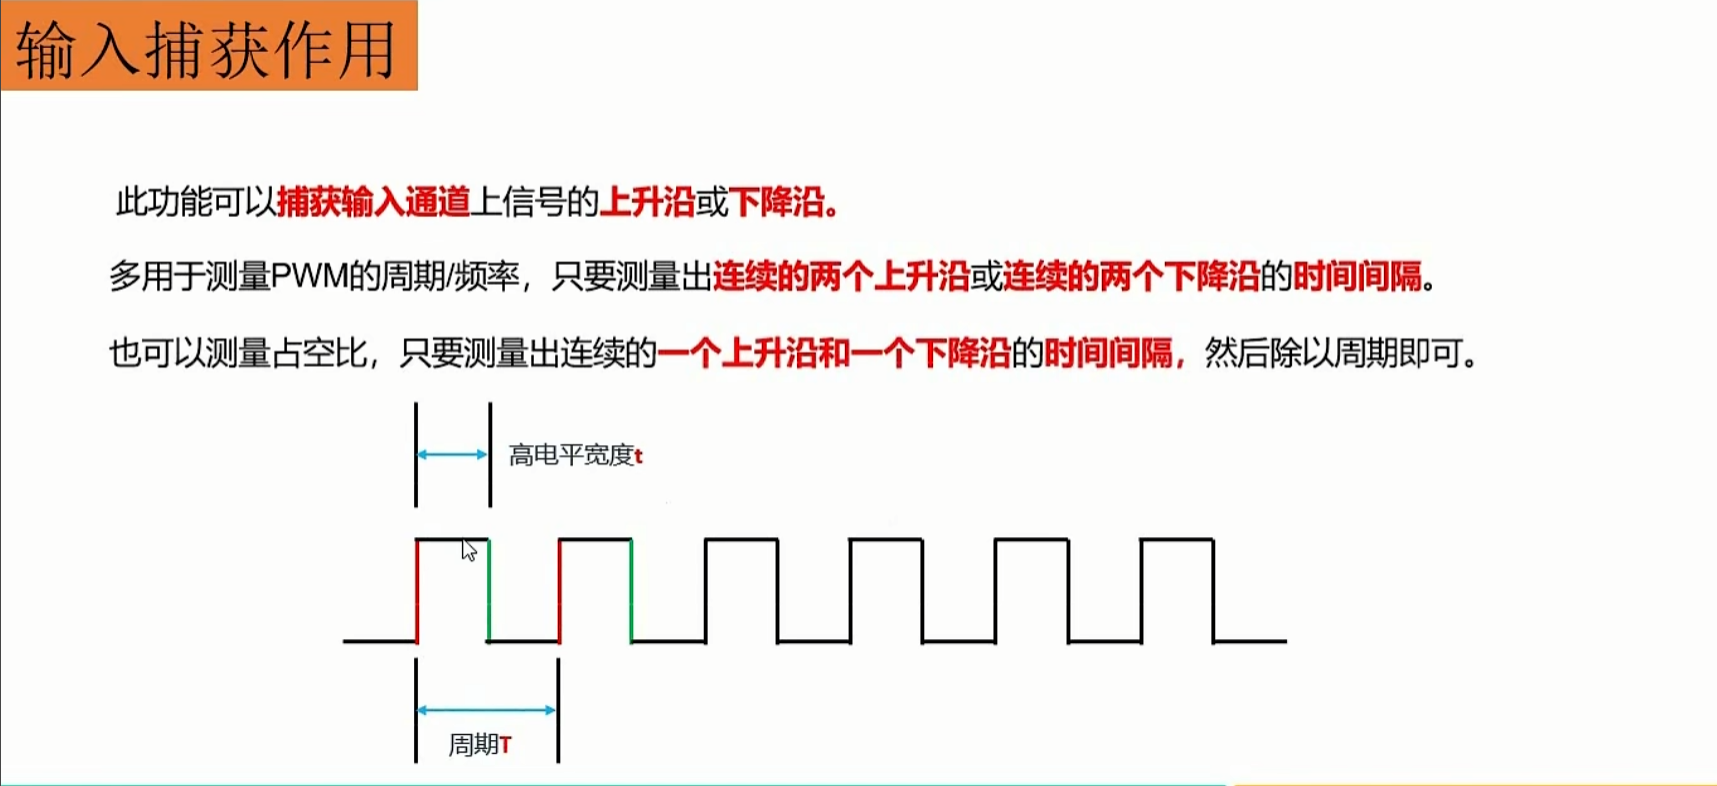 输入捕获作用
此功能可以捕获输入通道上信号的上升沿或下降沿。
多用于测量PWM的周期/频率，只要测量出连续的两个上升沿或连续的两个下降沿的时间间隔。
也可以测量占空比，只要测量出连续的一个上升沿和一个下降沿的时间间隔，然后除以周期即可。
高电平宽度t
周期T